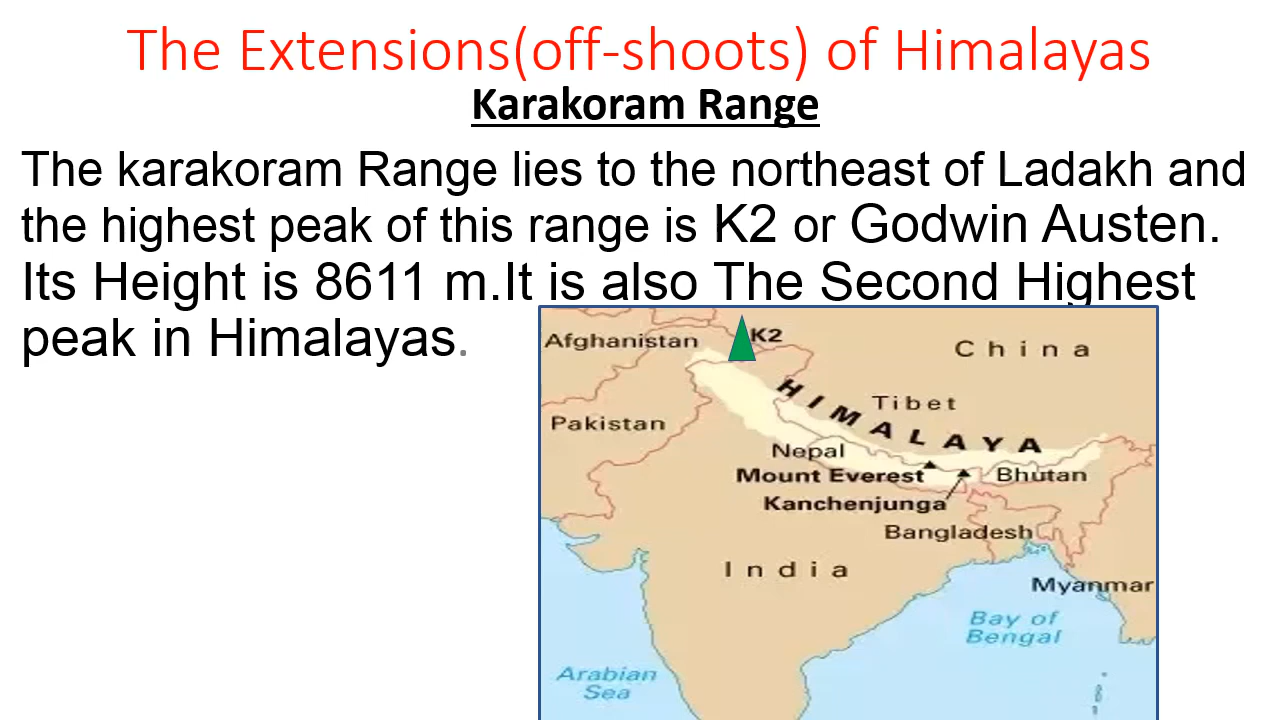 The Extensions(off-shoots) of Himalayas
Karakoram Range
The karakoram Range lies to the northeast of Ladakh and
the highest peak of this range is K2 or Godwin Austen.
Its Height is 8611 m.It is also The Second Highest
peak in Himalayas.
K2
Afghanistan
China
HIMALAYA
Tibet
Pakistan
Nepal
Mount Everest
Bhutan
Kanchenjunga
Bangladesh
India
Myanmar
Bay of
Bengal
Arabian
Sea